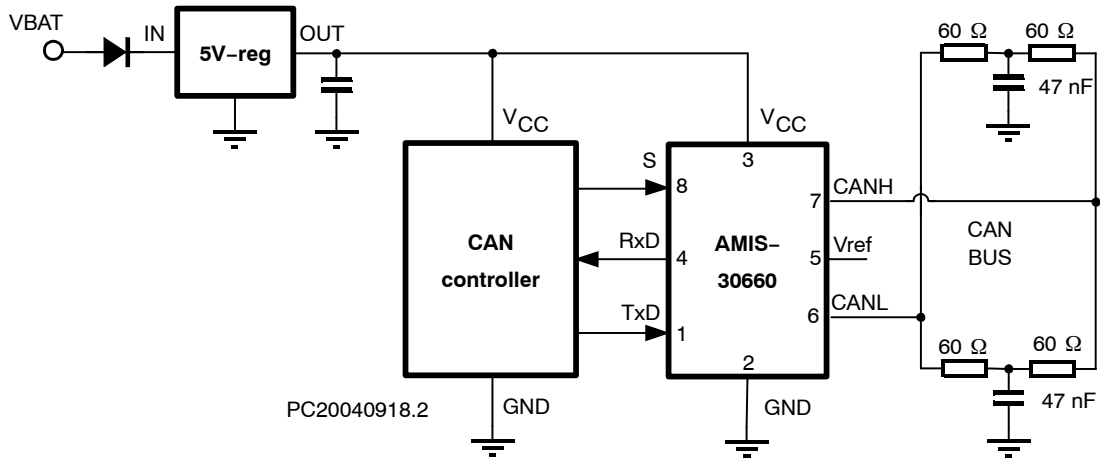 VBAT
IN
5V−reg
OUT
60 Ω
60 Ω
47 nF
VCC
VCC
S
8
3
7
CANH
CAN
controller
RxD
4
AMIS−
30660
5
Vref
CAN
BUS
TxD
1
6
CANL
2
60 Ω
60 Ω
47 nF
PC20040918.2
GND
GND